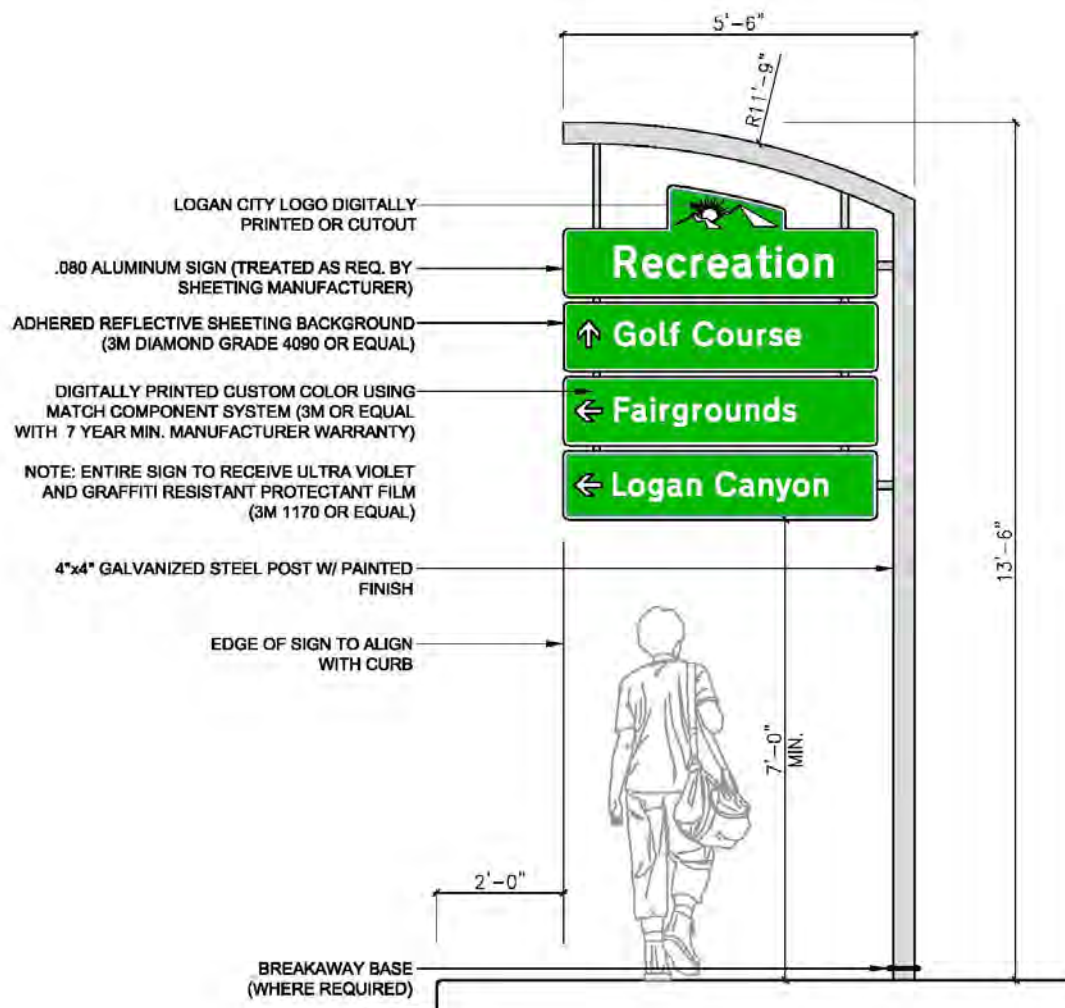 5'-6"
R11'-9"
LOGAN CITY LOGO DIGITALLY
PRINTED OR CUTOUT
.080 ALUMINUM SIGN (TREATED AS REQ. BY
SHEETING MANUFACTURER)
ADHERED REFLECTIVE SHEETING BACKGROUND
(3M DIAMOND GRADE 4090 OR EQUAL)
DIGITALLY PRINTED CUSTOM COLOR USING
MATCH COMPONENT SYSTEM (3M OR EQUAL
WITH 7 YEAR MIN. MANUFACTURER WARRANTY)
NOTE: ENTIRE SIGN TO RECEIVE ULTRA VIOLET
AND GRAFFITI RESISTANT PROTECTANT FILM
(3M 1170 OR EQUAL)
4"x4" GALVANIZED STEEL POST W/ PAINTED
FINISH
EDGE OF SIGN TO ALIGN
WITH CURB
BREAKAWAY BASE
(WHERE REQUIRED)
Recreation
↑ Golf Course
← Fairgrounds
← Logan Canyon
13'-6"
7'-0"
MIN.
2'-0"